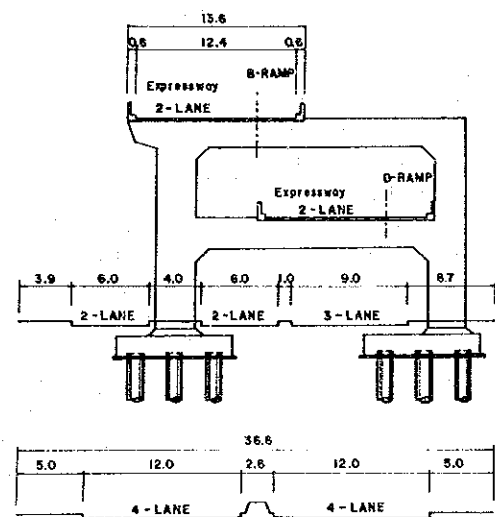 13.6
0.6 12.4 0.6
B-RAMP
Expressway
2-LANE
D-RAMP
Expressway
2-LANE
3.9 6.0 4.0 6.0 1.0 9.0 6.7
2-LANE 2-LANE 3-LANE
36.6
5.0 12.0 2.6 12.0 5.0
4-LANE 4-LANE